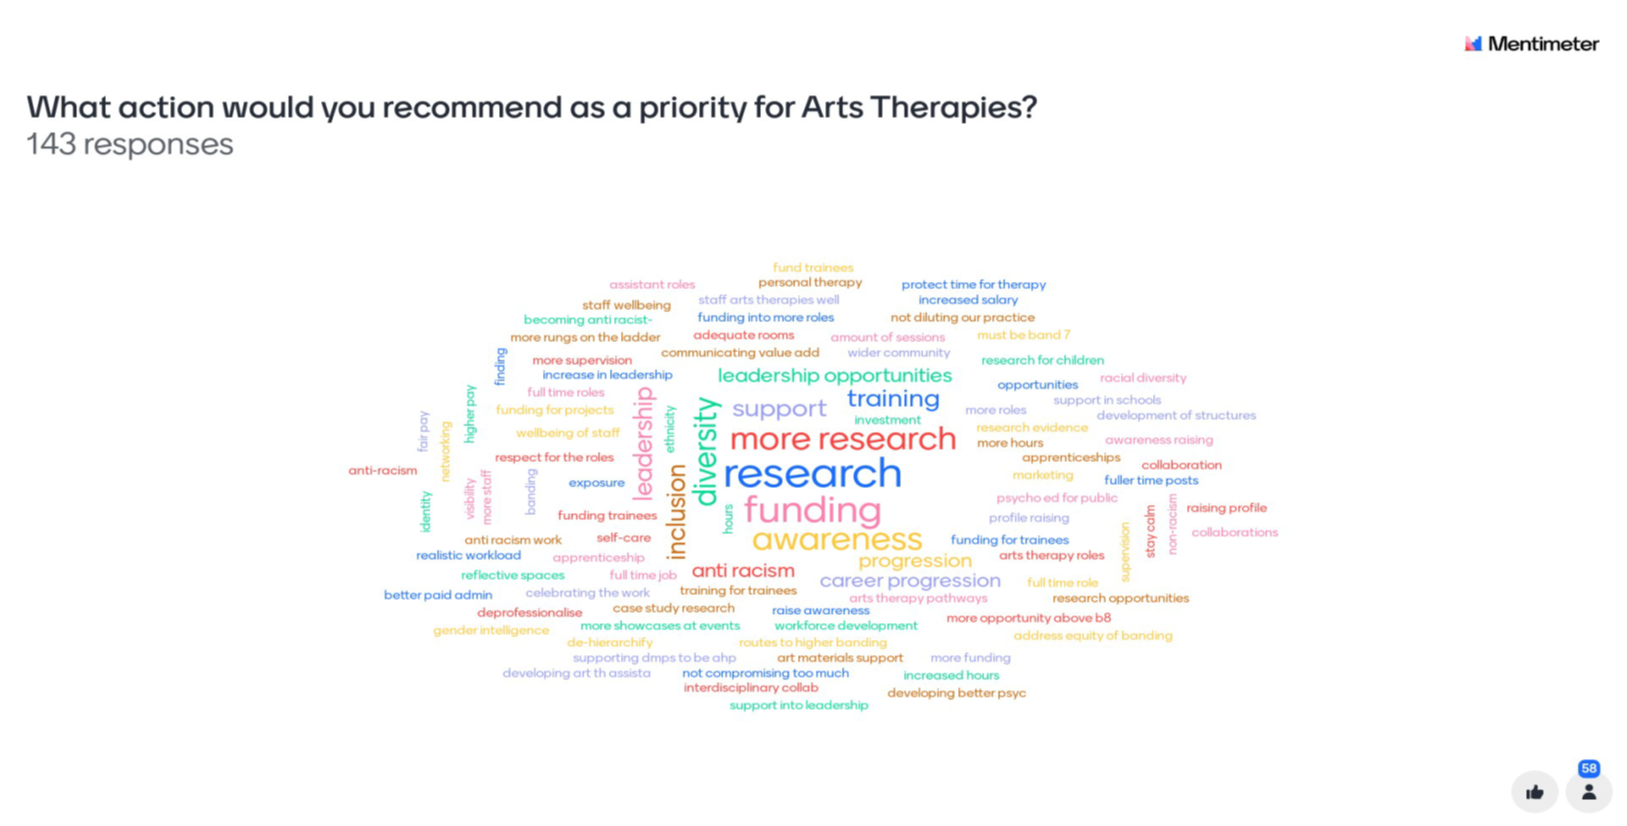 Mentimeter
What action would you recommend as a priority for Arts Therapies?
143 responses
fund trainees
assistant roles
personal therapy
protect time for therapy
staff wellbeing
staff arts therapies well
increased salary
becoming anti racist-
funding into more roles
not diluting our practice
more rungs on the ladder
adequate rooms
amount of sessions
must be band 7
finding
more supervision
communicating value add
wider community
research for children
increase in leadership
leadership opportunities
opportunities
racial diversity
full time roles
training
support in schools
higher pay
funding for projects
leadership
ethnicity
diversity
support
investment
more roles
development of structures
fair pay
networking
wellbeing of staff
more research
research evidence
more hours
awareness raising
anti-racism
respect for the roles
research
apprenticeships
collaboration
identity
visibility
more staff
banding
exposure
inclusion
marketing
fuller time posts
funding trainees
hours
funding
psycho ed for public
profile raising
supervision
stay calm
non-racism
raising profile
anti racism work
self-care
awareness
funding for trainees
collaborations
realistic workload
apprenticeship
progression
arts therapy roles
reflective spaces
full time job
anti racism
career progression
full time role
better paid admin
celebrating the work
training for trainees
arts therapy pathways
research opportunities
deprofessionalise
case study research
raise awareness
more opportunity above b8
gender intelligence
more showcases at events
workforce development
address equity of banding
de-hierarchify
routes to higher banding
supporting dmps to be ahp
art materials support
more funding
developing art th assista
not compromising too much
increased hours
interdisciplinary collab
developing better psyc
support into leadership
58